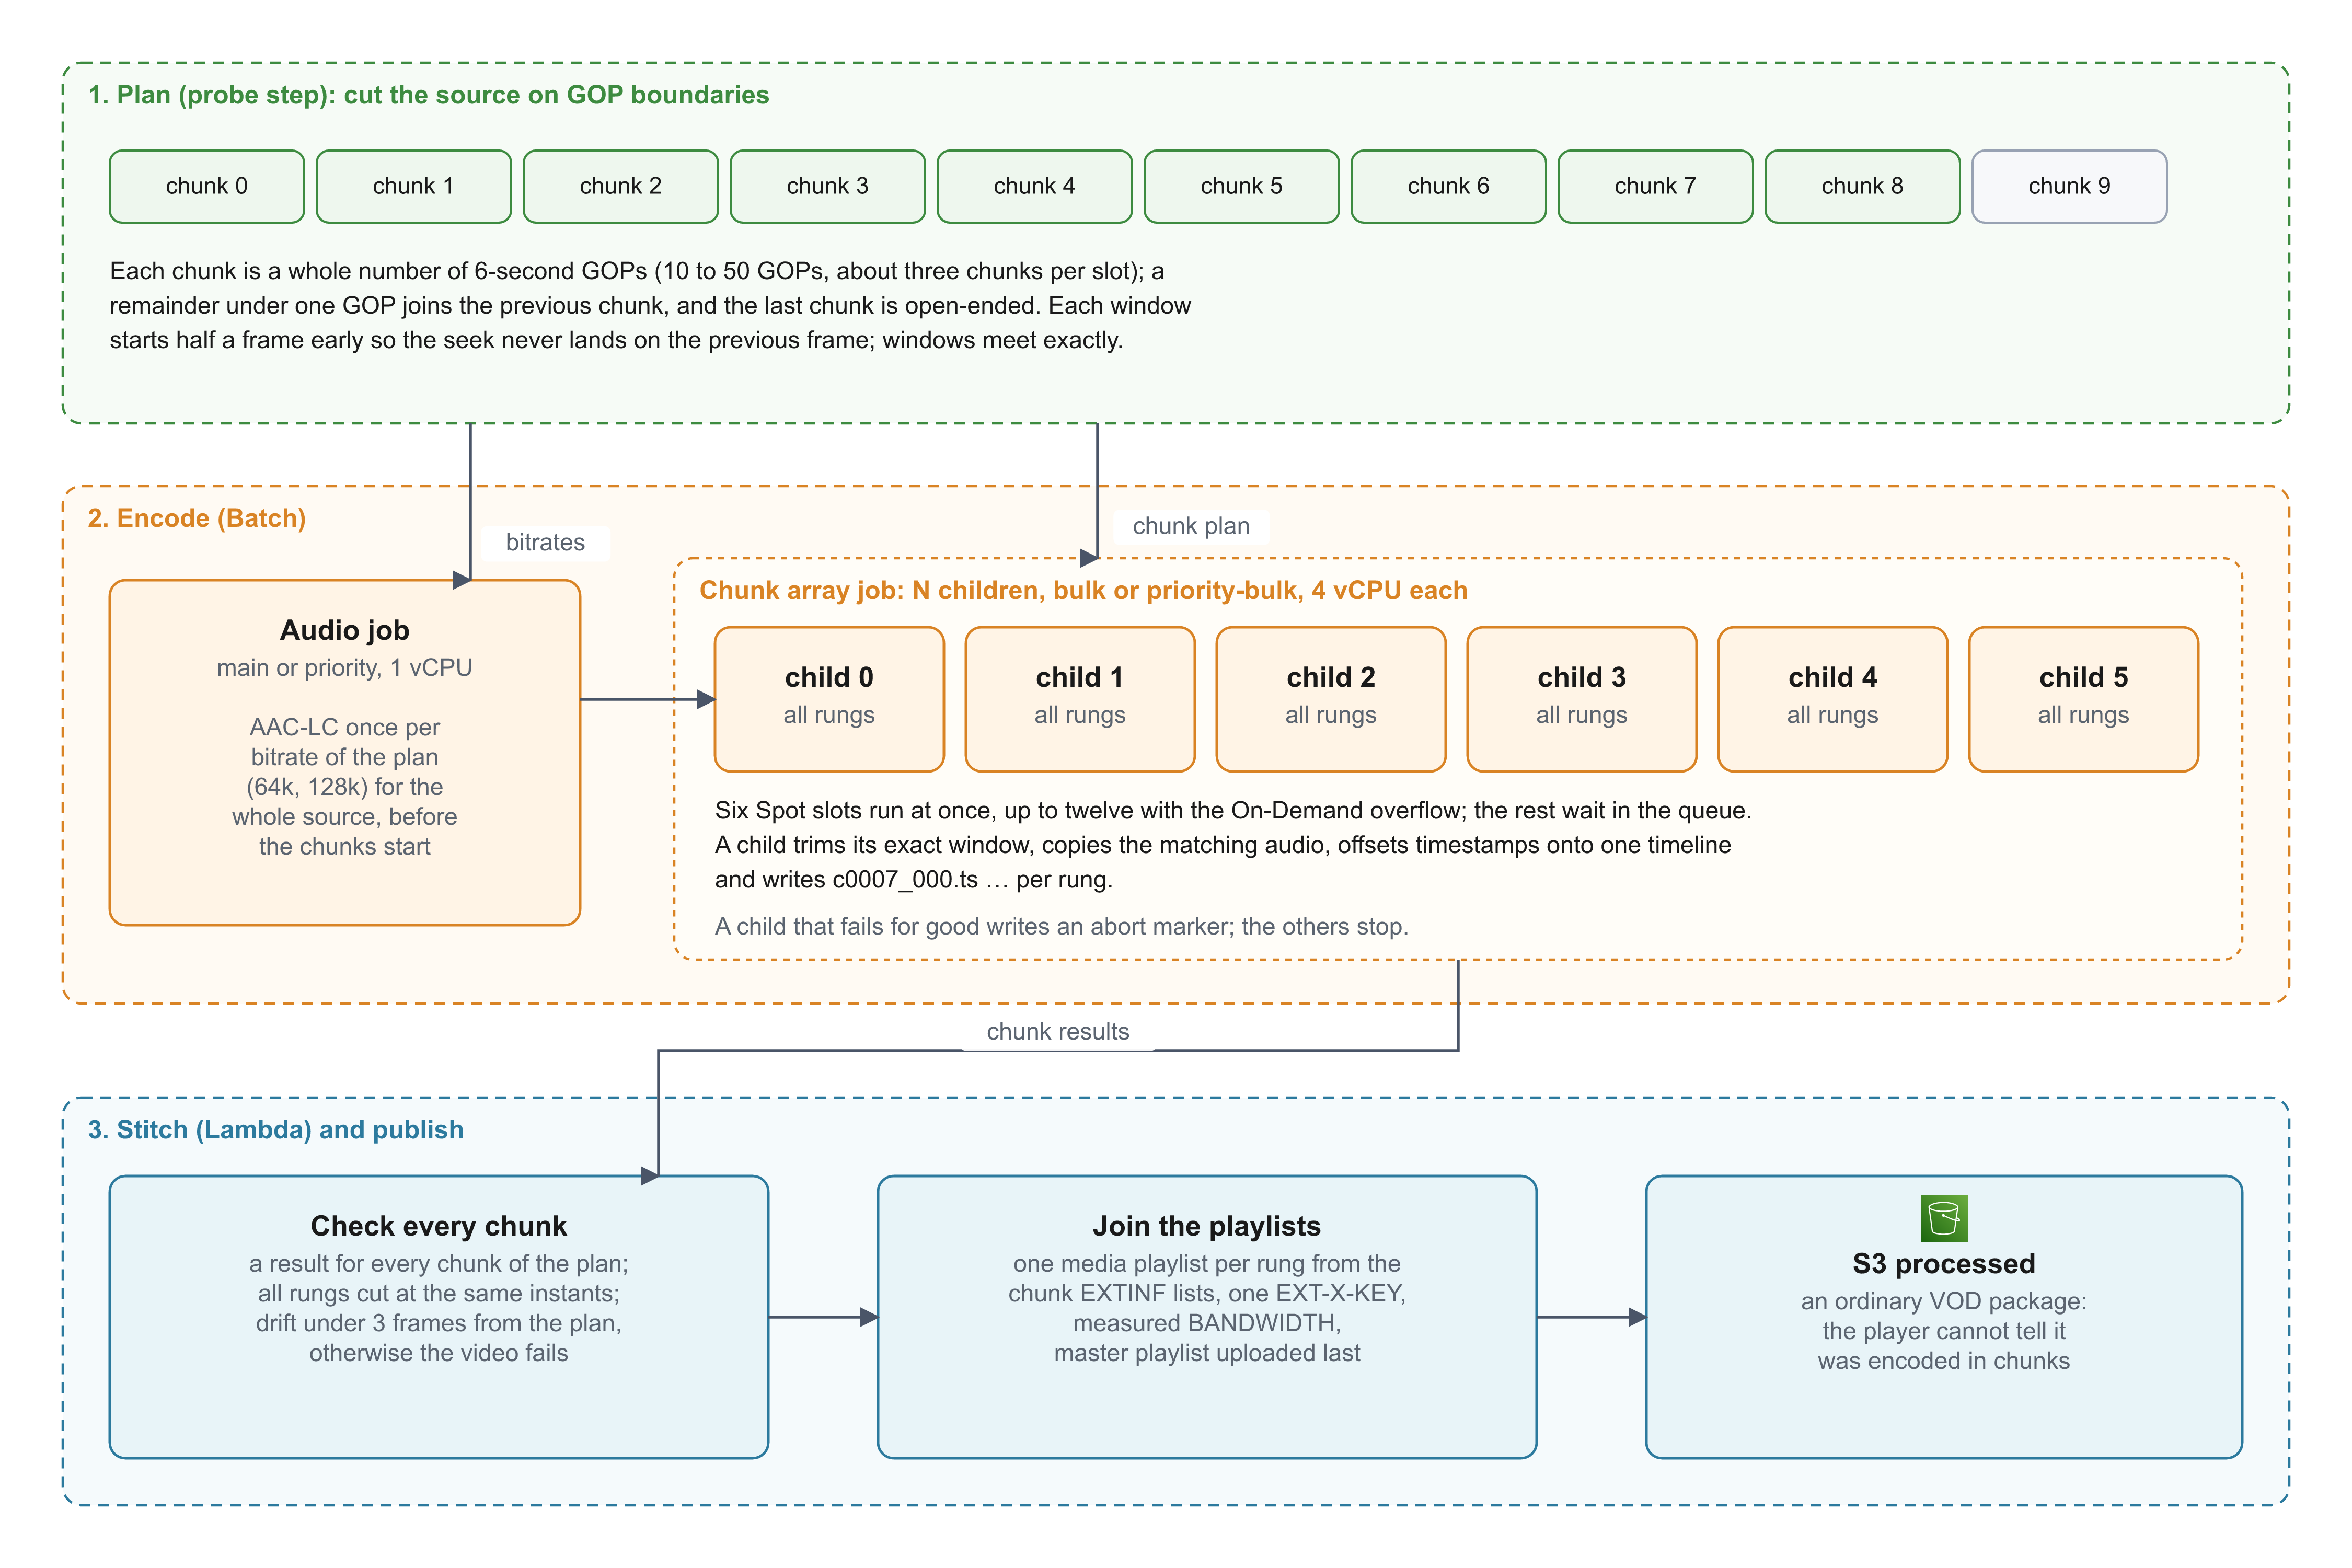 1. Plan (probe step): cut the source on GOP boundaries
chunk 0
chunk 1
chunk 2
chunk 3
chunk 4
chunk 5
chunk 6
chunk 7
chunk 8
chunk 9
Each chunk is a whole number of 6-second GOPs (10 to 50 GOPs, about three chunks per slot); a
remainder under one GOP joins the previous chunk, and the last chunk is open-ended. Each window
starts half a frame early so the seek never lands on the previous frame; windows meet exactly.
2. Encode (Batch)
bitrates
chunk plan
Audio job
main or priority, 1 vCPU
AAC-LC once per
bitrate of the plan
(64k, 128k) for the
whole source, before
the chunks start
Chunk array job: N children, bulk or priority-bulk, 4 vCPU each
child 0
all rungs
child 1
all rungs
child 2
all rungs
child 3
all rungs
child 4
all rungs
child 5
all rungs
Six Spot slots run at once, up to twelve with the On-Demand overflow; the rest wait in the queue.
A child trims its exact window, copies the matching audio, offsets timestamps onto one timeline
and writes c0007_000.ts … per rung.
A child that fails for good writes an abort marker; the others stop.
chunk results
3. Stitch (Lambda) and publish
Check every chunk
a result for every chunk of the plan;
all rungs cut at the same instants;
drift under 3 frames from the plan,
otherwise the video fails
Join the playlists
one media playlist per rung from the
chunk EXTINF lists, one EXT-X-KEY,
measured BANDWIDTH,
master playlist uploaded last
S3 processed
an ordinary VOD package:
the player cannot tell it
was encoded in chunks